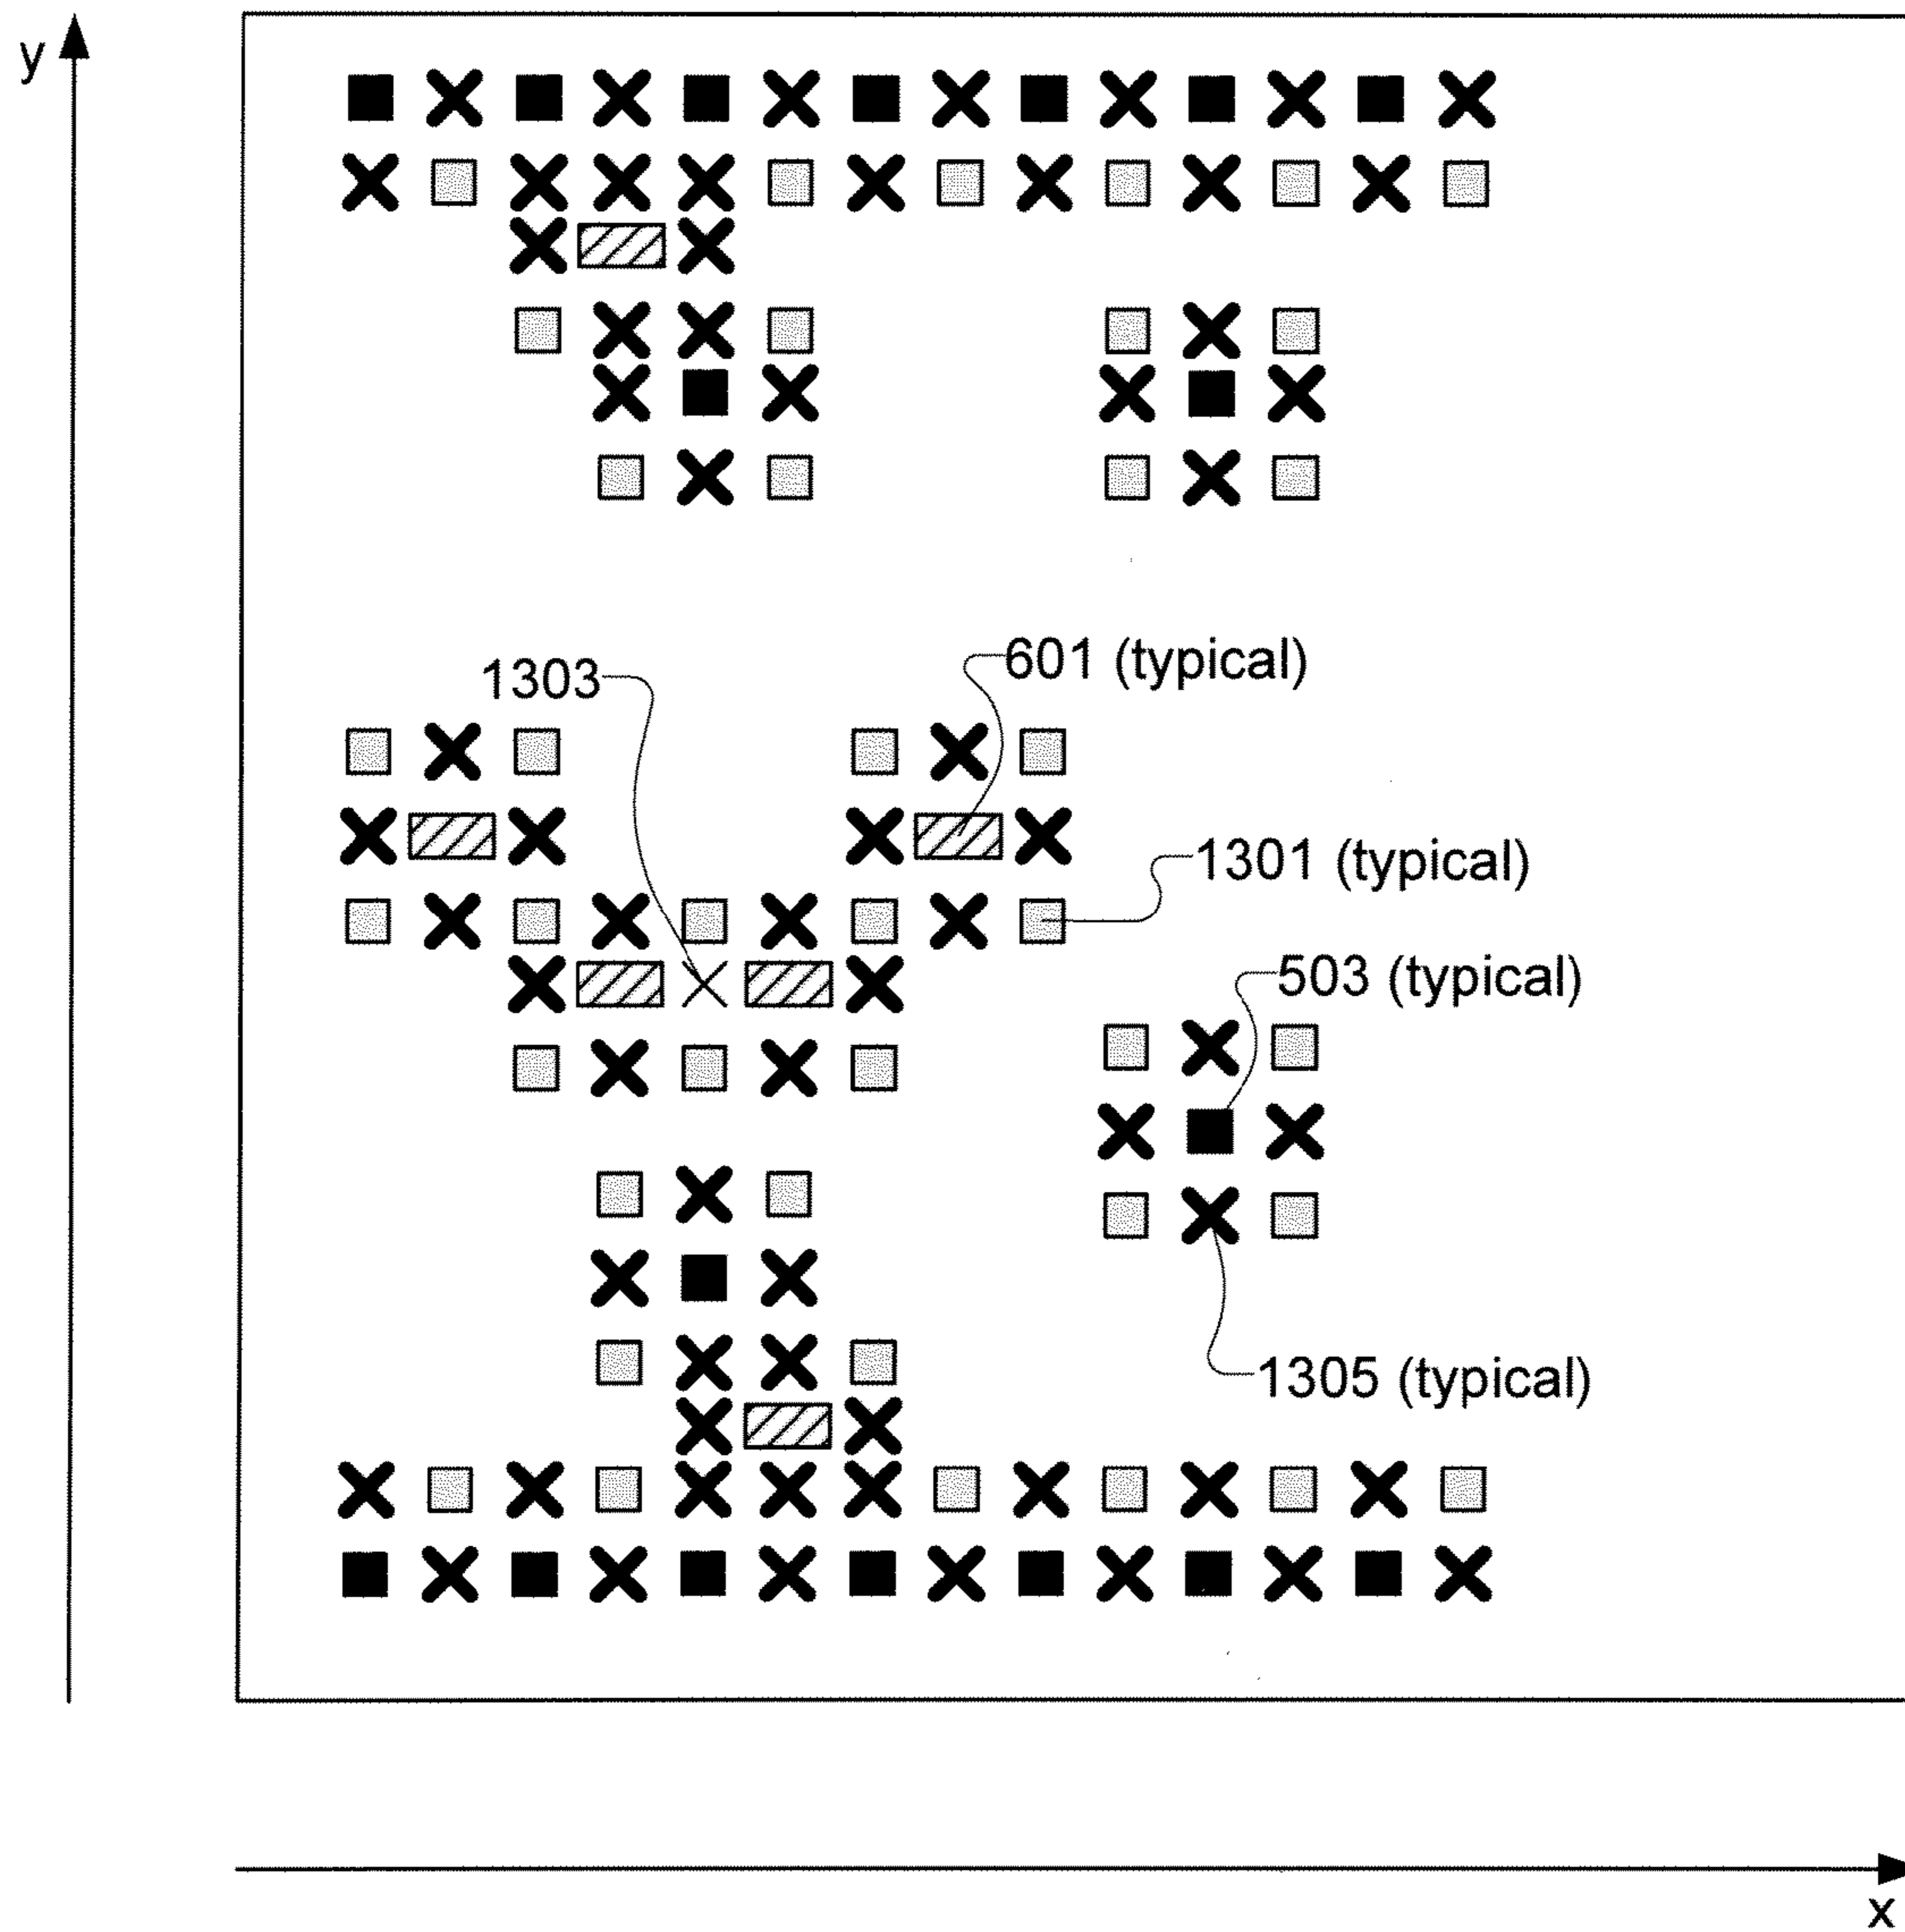 y
601 (typical)
1303
1301 (typical)
503 (typical)
1305 (typical)
x